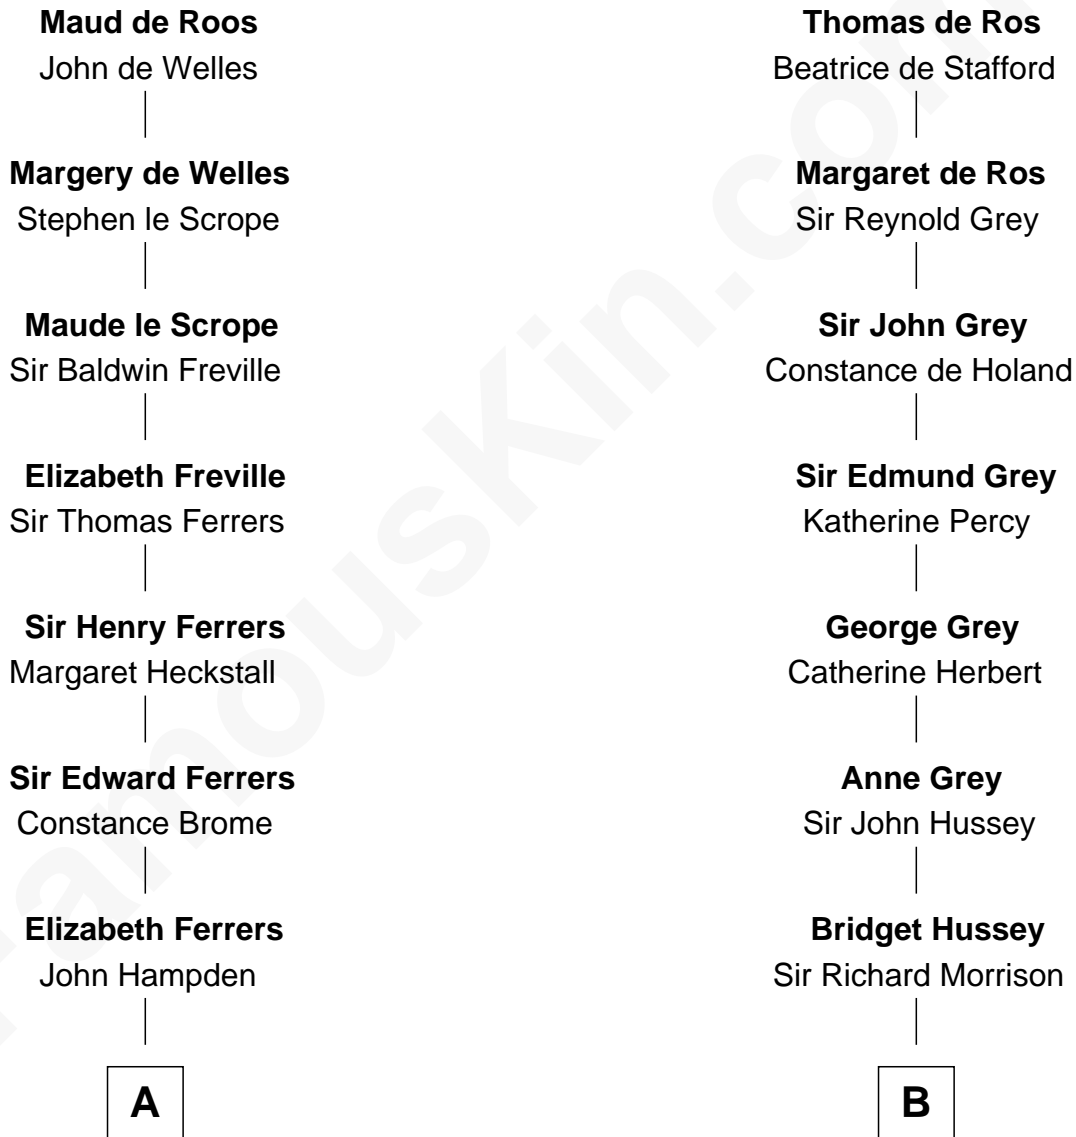 Maud de Roos
John de Welles
Margery de Welles
Stephen le Scrope
Maude le Scrope
Sir Baldwin Freville
Elizabeth Freville
Sir Thomas Ferrers
Sir Henry Ferrers
Margaret Heckstall
Sir Edward Ferrers
Constance Brome
Elizabeth Ferrers
John Hampden
A
Thomas de Ros
Beatrice de Stafford
Margaret de Ros
Sir Reynold Grey
Sir John Grey
Constance de Holand
Sir Edmund Grey
Katherine Percy
George Grey
Catherine Herbert
Anne Grey
Sir John Hussey
Bridget Hussey
Sir Richard Morrison
B
FamousKin.com